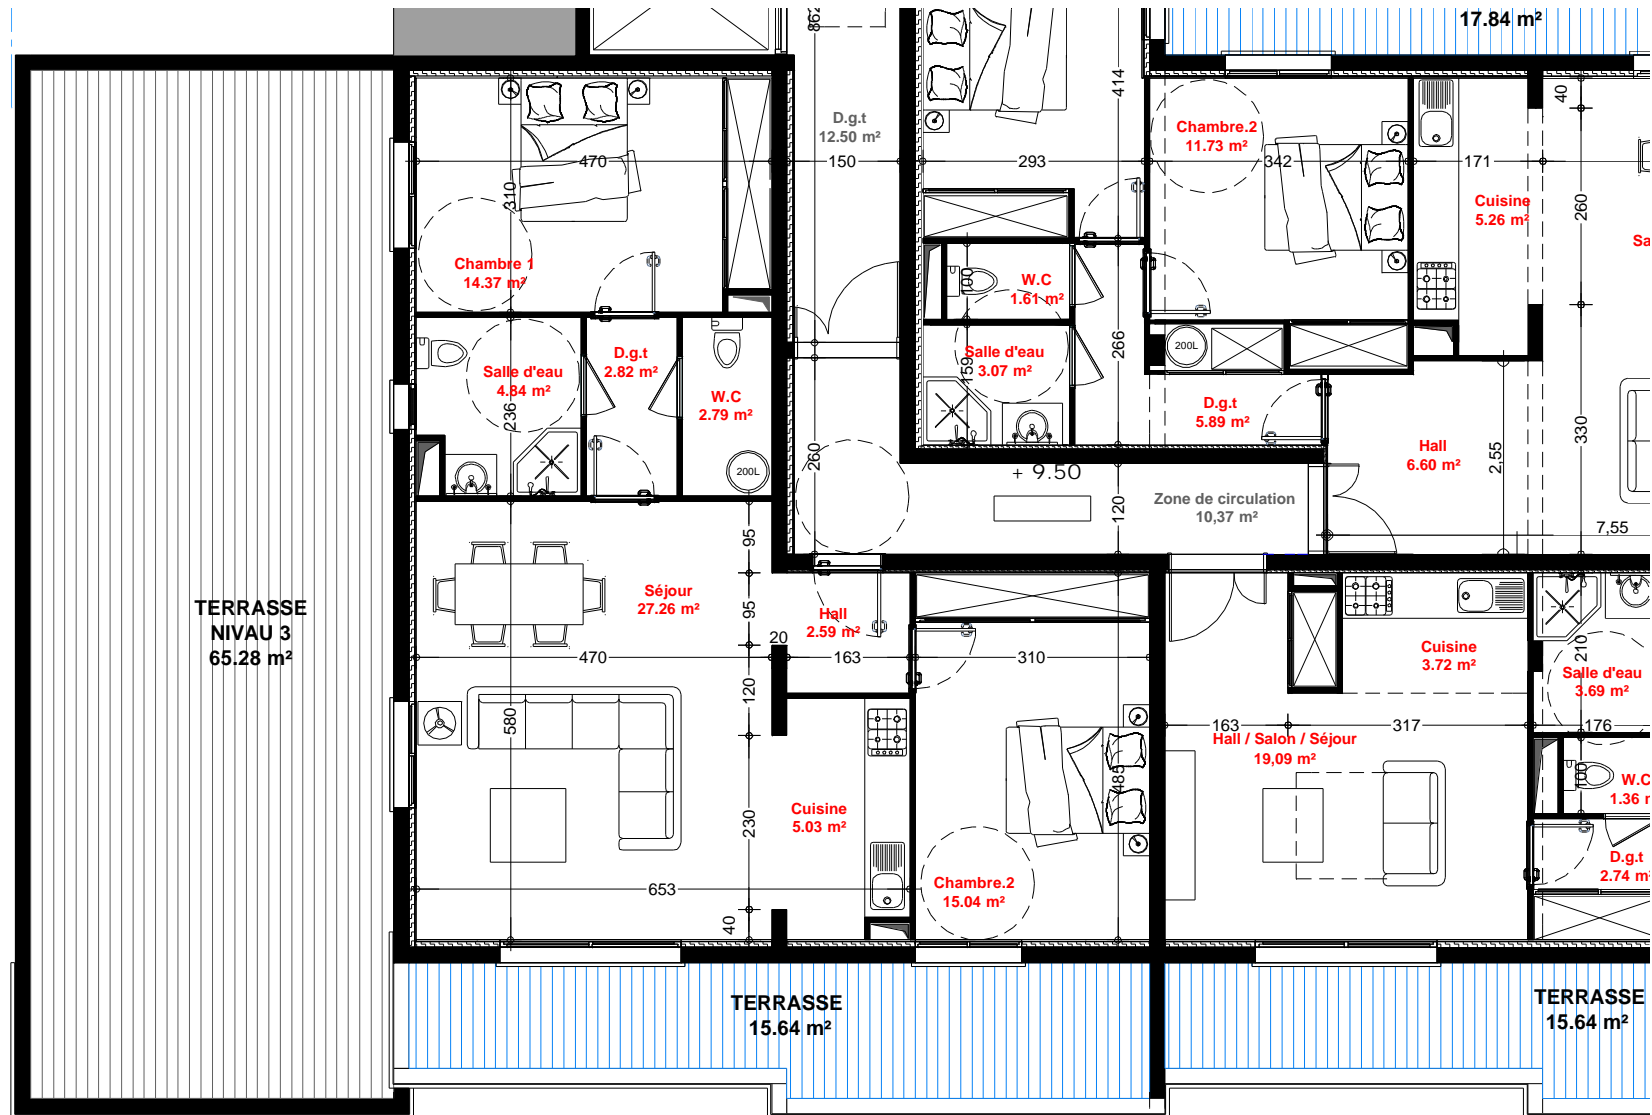 17.84 m²
862
D.g.t
12.50 m²
150
470
310
Chambre 1
14.37 m²
414
293
Chambre.2
11.73 m²
342
171
40
260
Cuisine
5.26 m²
Sa
W.C
1.61 m²
100
Salle d'eau
3.07 m²
159
266
200L
D.g.t
5.89 m²
Hall
6.60 m²
2,55
330
7,55
Salle d'eau
4.84 m²
236
D.g.t
2.82 m²
W.C
2.79 m²
200L
260
+ 9.50
120
Zone de circulation
10,37 m²
TERRASSE
NIVAU 3
65.28 m²
Séjour
27.26 m²
95
95
470
20
120
580
230
653
40
Hall
2.59 m²
163
310
Cuisine
5.03 m²
485
Chambre.2
15.04 m²
Cuisine
3.72 m²
163
317
Hall / Salon / Séjour
19,09 m²
210
Salle d'eau
3.69 m²
176
100
W.C
1.36 m
D.g.t
2.74 m²
TERRASSE
15.64 m²
TERRASSE
15.64 m²